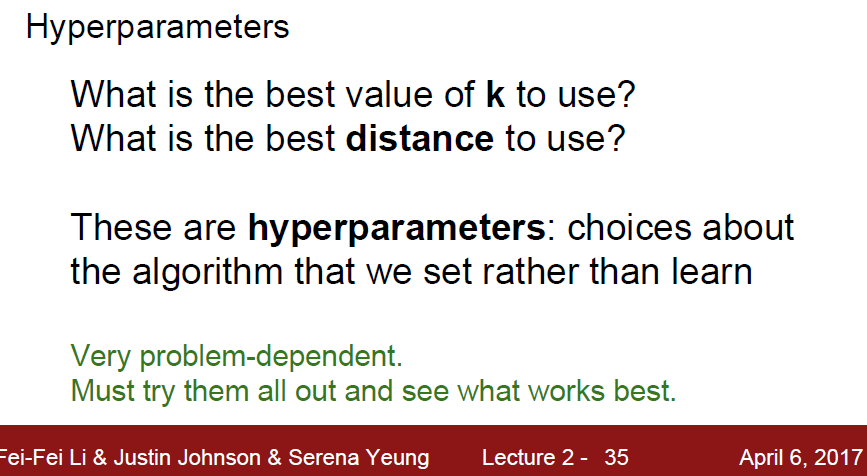 Hyperparameters
What is the best value of k to use?
What is the best distance to use?
These are hyperparameters: choices about
the algorithm that we set rather than learn
Very problem-dependent.
Must try them all out and see what works best.
Fei-Fei Li & Justin Johnson & Serena Yeung Lecture 2 - 35 April 6, 2017